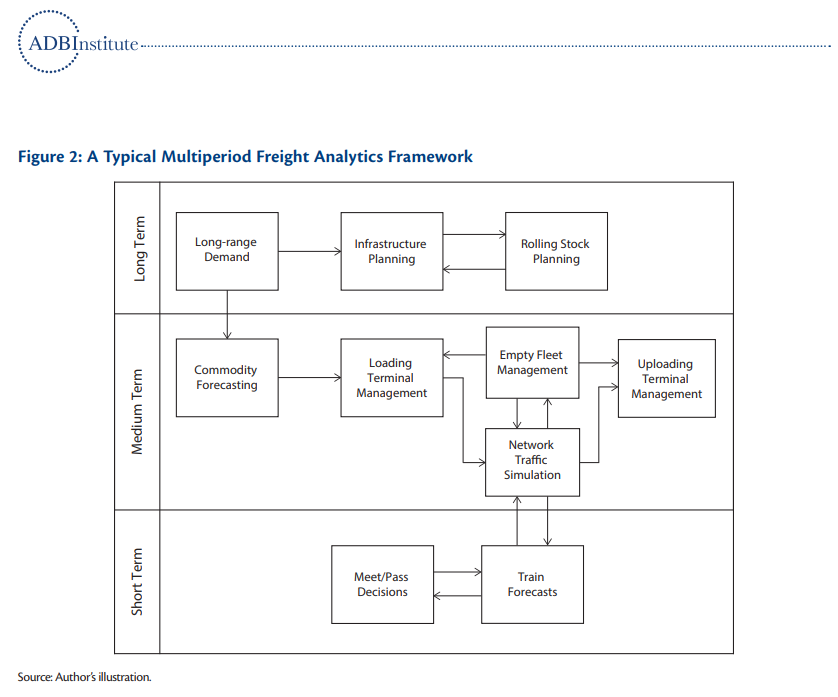 ADBInstitute
Figure 2: A Typical Multiperiod Freight Analytics Framework
Long Term
Long-range
Demand
Infrastructure
Planning
Rolling Stock
Planning
Medium Term
Commodity
Forecasting
Loading
Terminal
Management
Empty Fleet
Management
Uploading
Terminal
Management
Network
Traffic
Simulation
Short Term
Meet/Pass
Decisions
Train
Forecasts
Source: Author’s illustration.